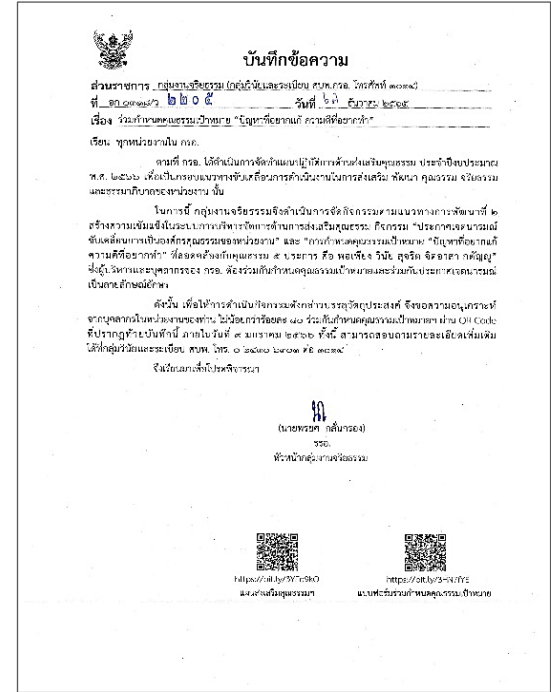 บันทึกข้อความ
ส่วนราชการ กลุ่มงานจริยธรรม (กลุ่มวินัยและระเบียบ ศบพ.กรอ. โทรศัพท์
ที่ อก ๒๒๐๕ วันที่ ธันวาคม ๒๕๖๕
เรื่อง ร่วมกำหนดคุณธรรมเป้าหมาย "ปัญหาที่อยากแก้ ความดีที่อยากทำ"
เรียน ทุกหน่วยงานใน กรอ.
ตามที่ กรอ. ได้ดำเนินการจัดทำแผนปฏิบัติการด้านส่งเสริมคุณธรรม ประจำปีงบประมาณ
พ.ศ. ๒๕๖๖ เพื่อเป็นกรอบแนวทางขับเคลื่อนการดำเนินงานในการส่งเสริม พัฒนา คุณธรรม จริยธรรม
และธรรมาภิบาลของหน่วยงาน นั้น
ในการนี้ กลุ่มงานจริยธรรมจึงดำเนินการจัดกิจกรรมตามแนวทางการพัฒนาที่ ๒
สร้างความเข้มแข็งในระบบการบริหารจัดการด้านการส่งเสริมคุณธรรม กิจกรรม "ประกาศเจตนารมณ์
ขับเคลื่อนการเป็นองค์กรคุณธรรมของหน่วยงาน" และ "การกำหนดคุณธรรมเป้าหมาย "ปัญหาที่อยากแก้
ความดีที่อยากทำ" ที่สอดคล้องกับคุณธรรม ๕ ประการ คือ พอเพียง วินัย สุจริต จิตอาสา กตัญญู"
ซึ่งผู้บริหารและบุคลากรของ กรอ. ต้องร่วมกันกำหนดคุณธรรมเป้าหมายและร่วมกันประกาศเจตนารมณ์
เป็นลายลักษณ์อักษร
ดังนั้น เพื่อให้การดำเนินกิจกรรมดังกล่าวบรรลุวัตถุประสงค์ จึงขอความอนุเคราะห์
จากบุคลากรในหน่วยงานของท่าน ไม่น้อยกว่าร้อยละ ๘๐ ร่วมกันกำหนดคุณธรรมเป้าหมายฯ ผ่าน QR Code
ที่ปรากฏท้ายบันทึกนี้ ภายในวันที่ ๙ มกราคม ๒๕๖๖ ทั้งนี้ สามารถสอบถามรายละเอียดเพิ่มเติม
ได้ที่กลุ่มวินัยและระเบียบ ศบพ. โทร.
จึงเรียนมาเพื่อโปรดพิจารณา
(นายพรยศ กลั่นกรอง)
รรอ.
หัวหน้ากลุ่มงานจริยธรรม
แผนส่งเสริมคุณธรรมฯ
แบบฟอร์มร่วมกำหนดคุณธรรมเป้าหมาย